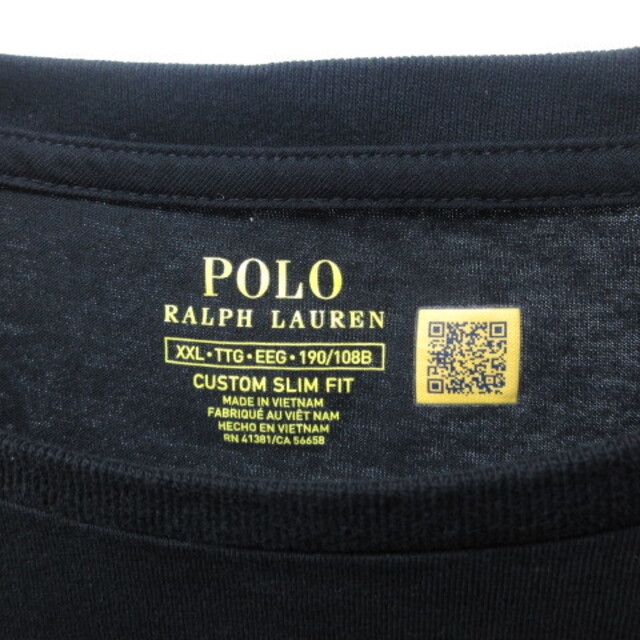 POLO
RALPH LAUREN
XXL•TTG•EEG•190/108B
CUSTOM SLIM FIT
MADE IN VIETNAM
FABRIQUÉ AU VIÊT NAM
HECHO EN VIETNAM
RN 41381/CA 56658